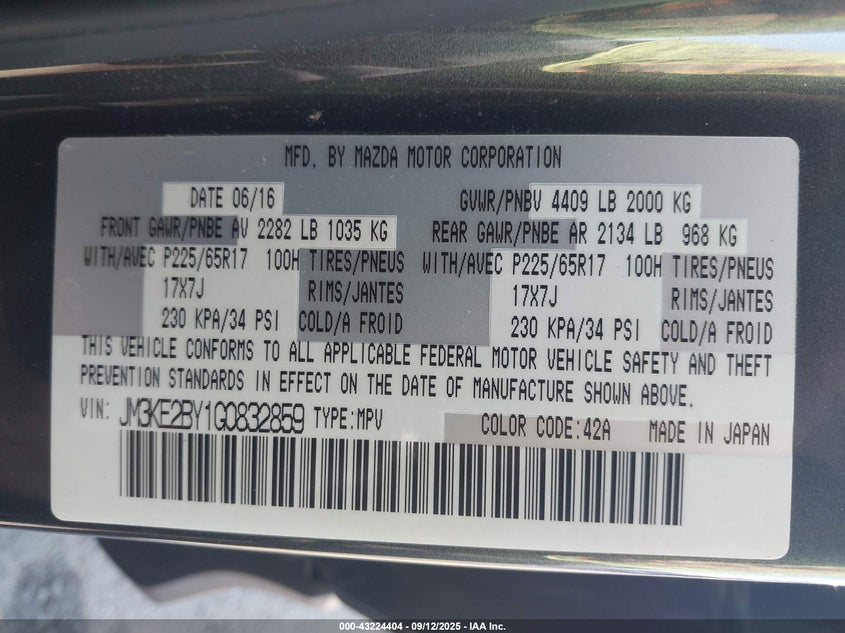 MFD. BY MAZDA MOTOR CORPORATION
DATE 06/16 GVWR/PNBV 4409 LB 2000 KG
FRONT GAWR/PNBE AV 2282 LB 1035 KG REAR GAWR/PNBE AR 2134 LB 968 KG
WITH/AVEC P225/65R17 100H TIRES/PNEUS WITH/AVEC P225/65R17 100H TIRES/PNEUS
17X7J RIMS/JANTES 17X7J RIMS/JANTES
230 KPA/34 PSI COLD/A FROID 230 KPA/34 PSI COLD/A FROID
THIS VEHICLE CONFORMS TO ALL APPLICABLE FEDERAL MOTOR VEHICLE SAFETY AND THEFT
PREVENTION STANDARDS IN EFFECT ON THE DATE OF MANUFACTURE SHOWN ABOVE.
VIN: JM3KE2BY1G0832859 TYPE:MPV COLOR CODE:42A MADE IN JAPAN
000-43224404 - 09/12/2025 - IAA Inc.